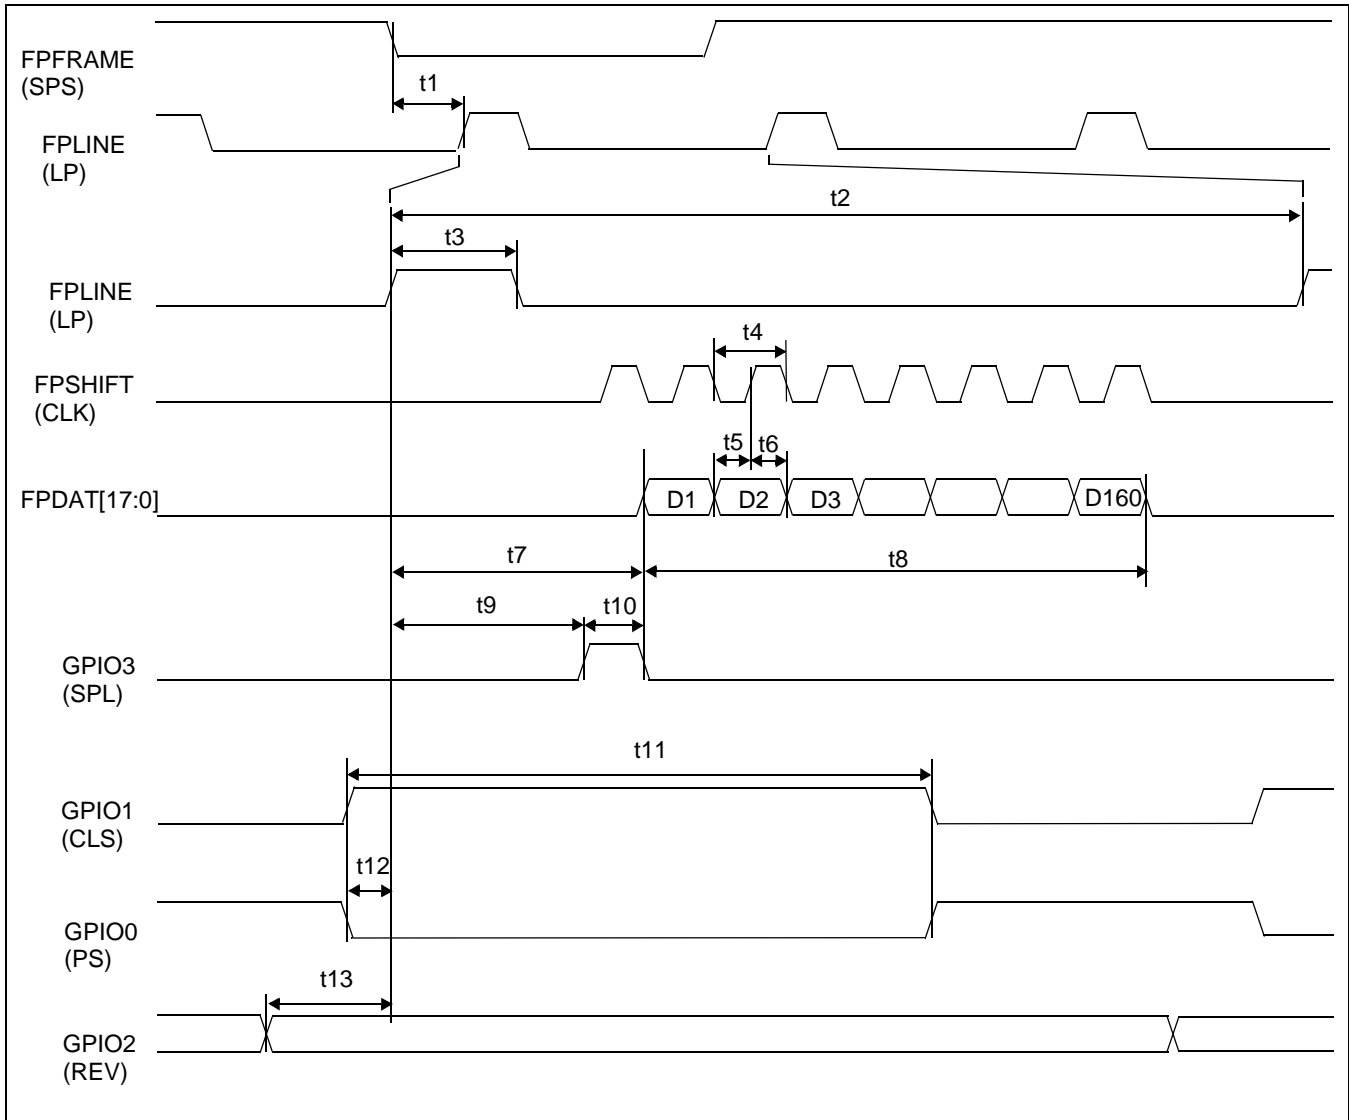 FPFRAME
(SPS)
t1
FPLINE
(LP)
t2
t3
FPLINE
(LP)
t4
FPSHIFT
(CLK)
t5 t6
FPDAT[17:0] D1 D2 D3 D160
t7 t8
t9 t10
GPIO3
(SPL)
t11
GPIO1
(CLS)
t12
GPIO0
(PS)
t13
GPIO2
(REV)